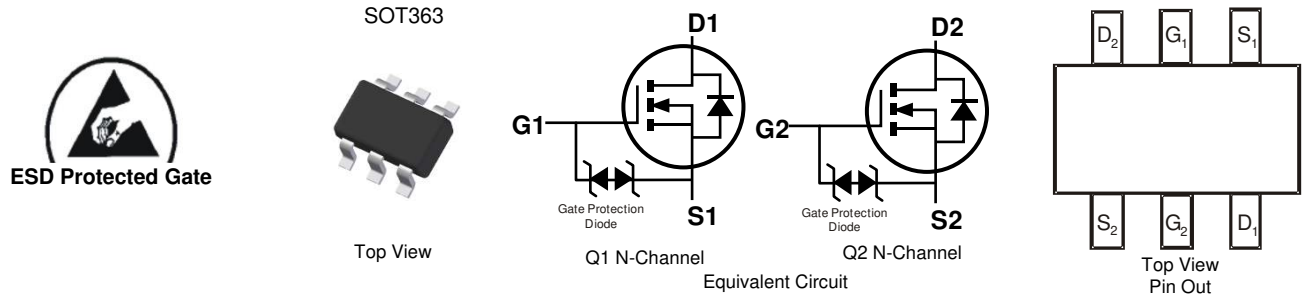 SOT363
ESD Protected Gate
Top View
D1
G1
Gate Protection
Diode
S1
Q1 N-Channel
D2
G2
Gate Protection
Diode
S2
Q2 N-Channel
Equivalent Circuit
D2
G1
S1
S2
G2
D1
Top View
Pin Out